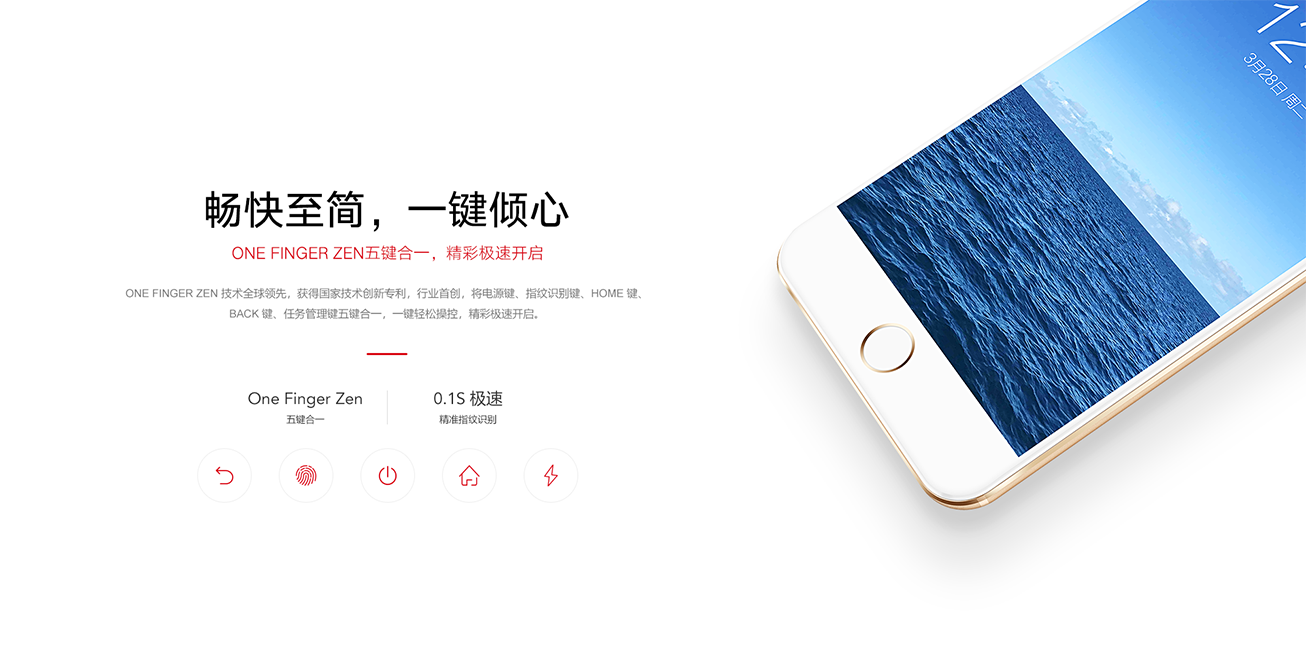 畅快至简，一键倾心
ONE FINGER ZEN五键合一，精彩极速开启
ONE FINGER ZEN 技术全球领先，获得国家技术创新专利，行业首创，将电源键、指纹识别键、HOME 键、
BACK 键、任务管理键五键合一，一键轻松操控，精彩极速开启。
One Finger Zen
五键合一
0.1S 极速
精准指纹识别
12
3月28日 周二